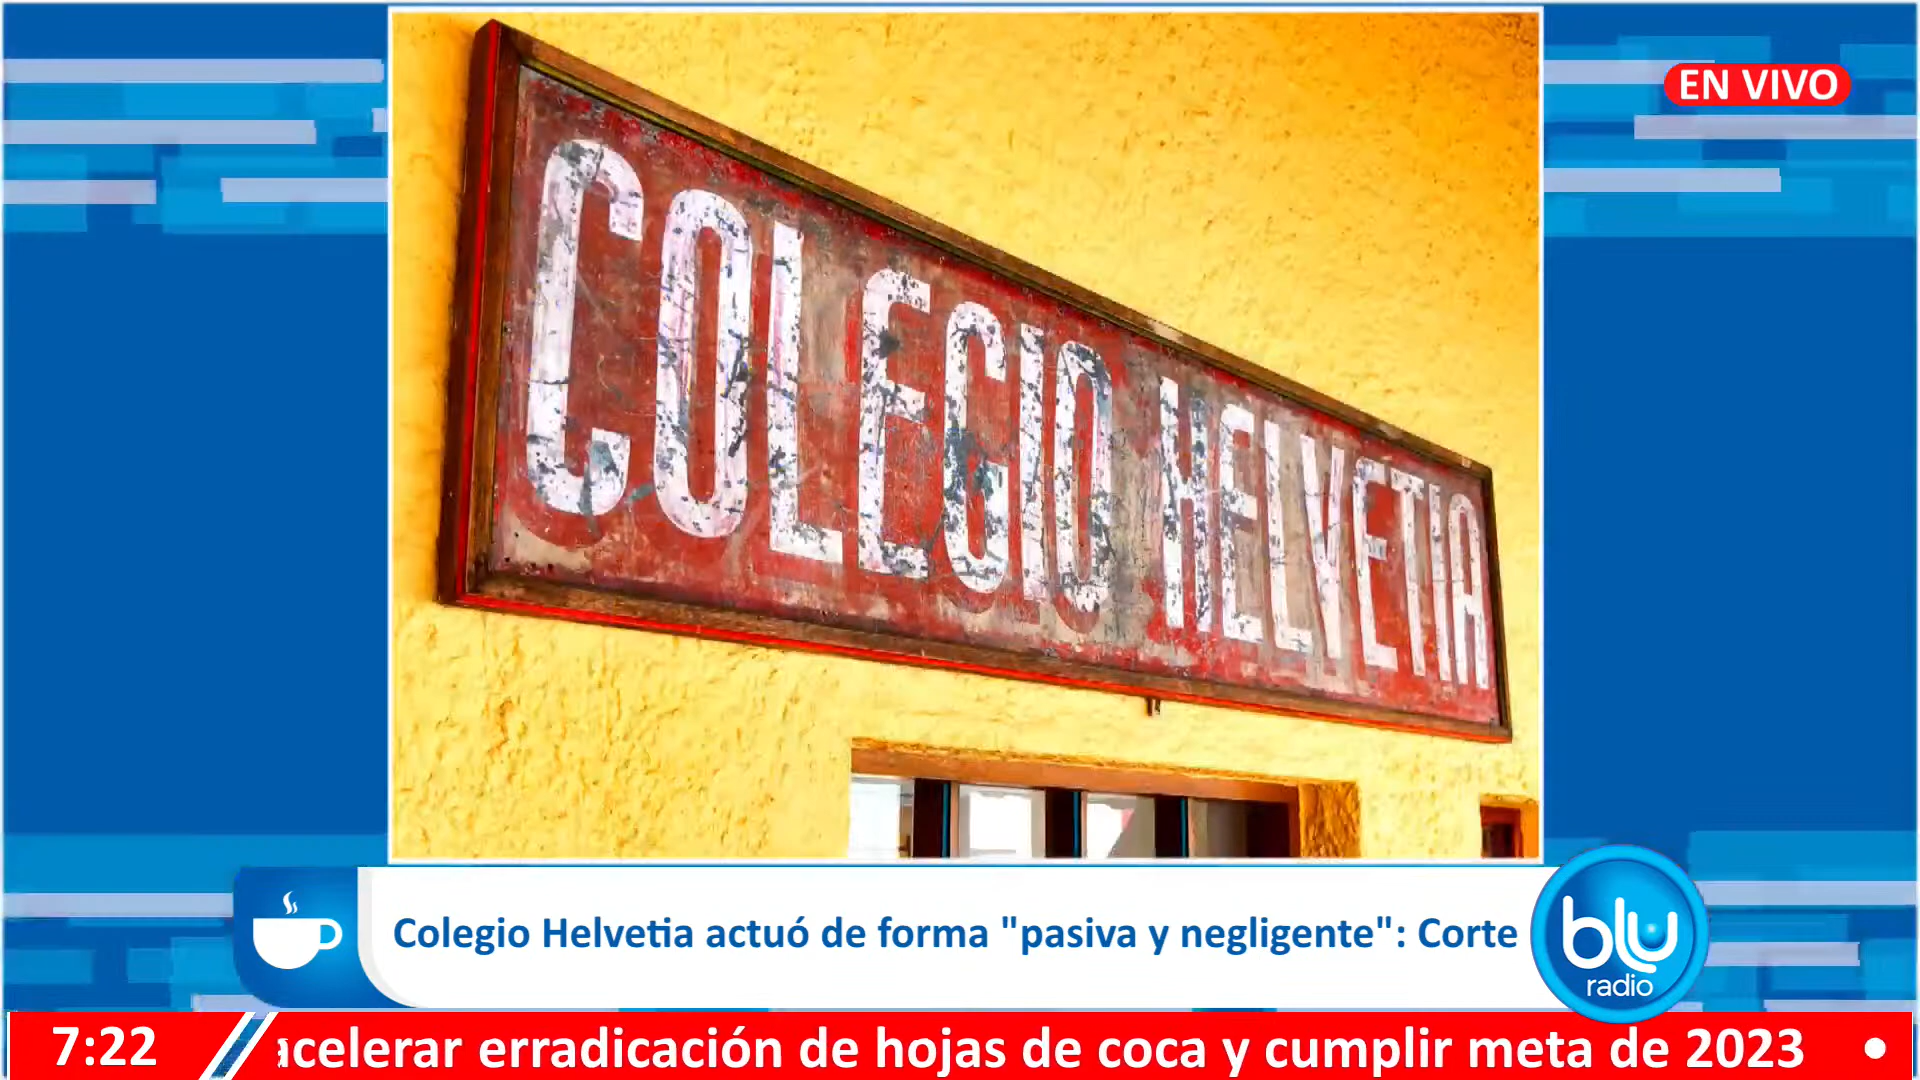 EN VIVO
COLEGIO HELVETIA
Colegio Helvetia actuó de forma "pasiva y negligente": Corte
blu
radio
7:22
acelerar erradicación de hojas de coca y cumplir meta de 2023 •